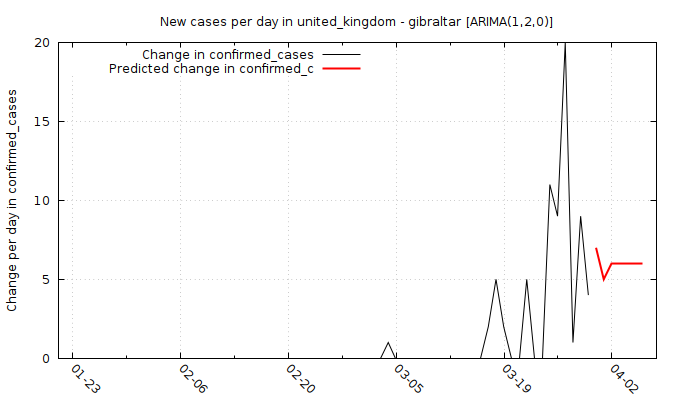 New cases per day in united_kingdom - gibraltar [ARIMA(1,2,0)]
Change in confirmed_cases
Predicted change in confirmed_c
Change per day in confirmed_cases
20
15
10
5
0
01-23
02-06
02-20
03-05
03-19
04-02